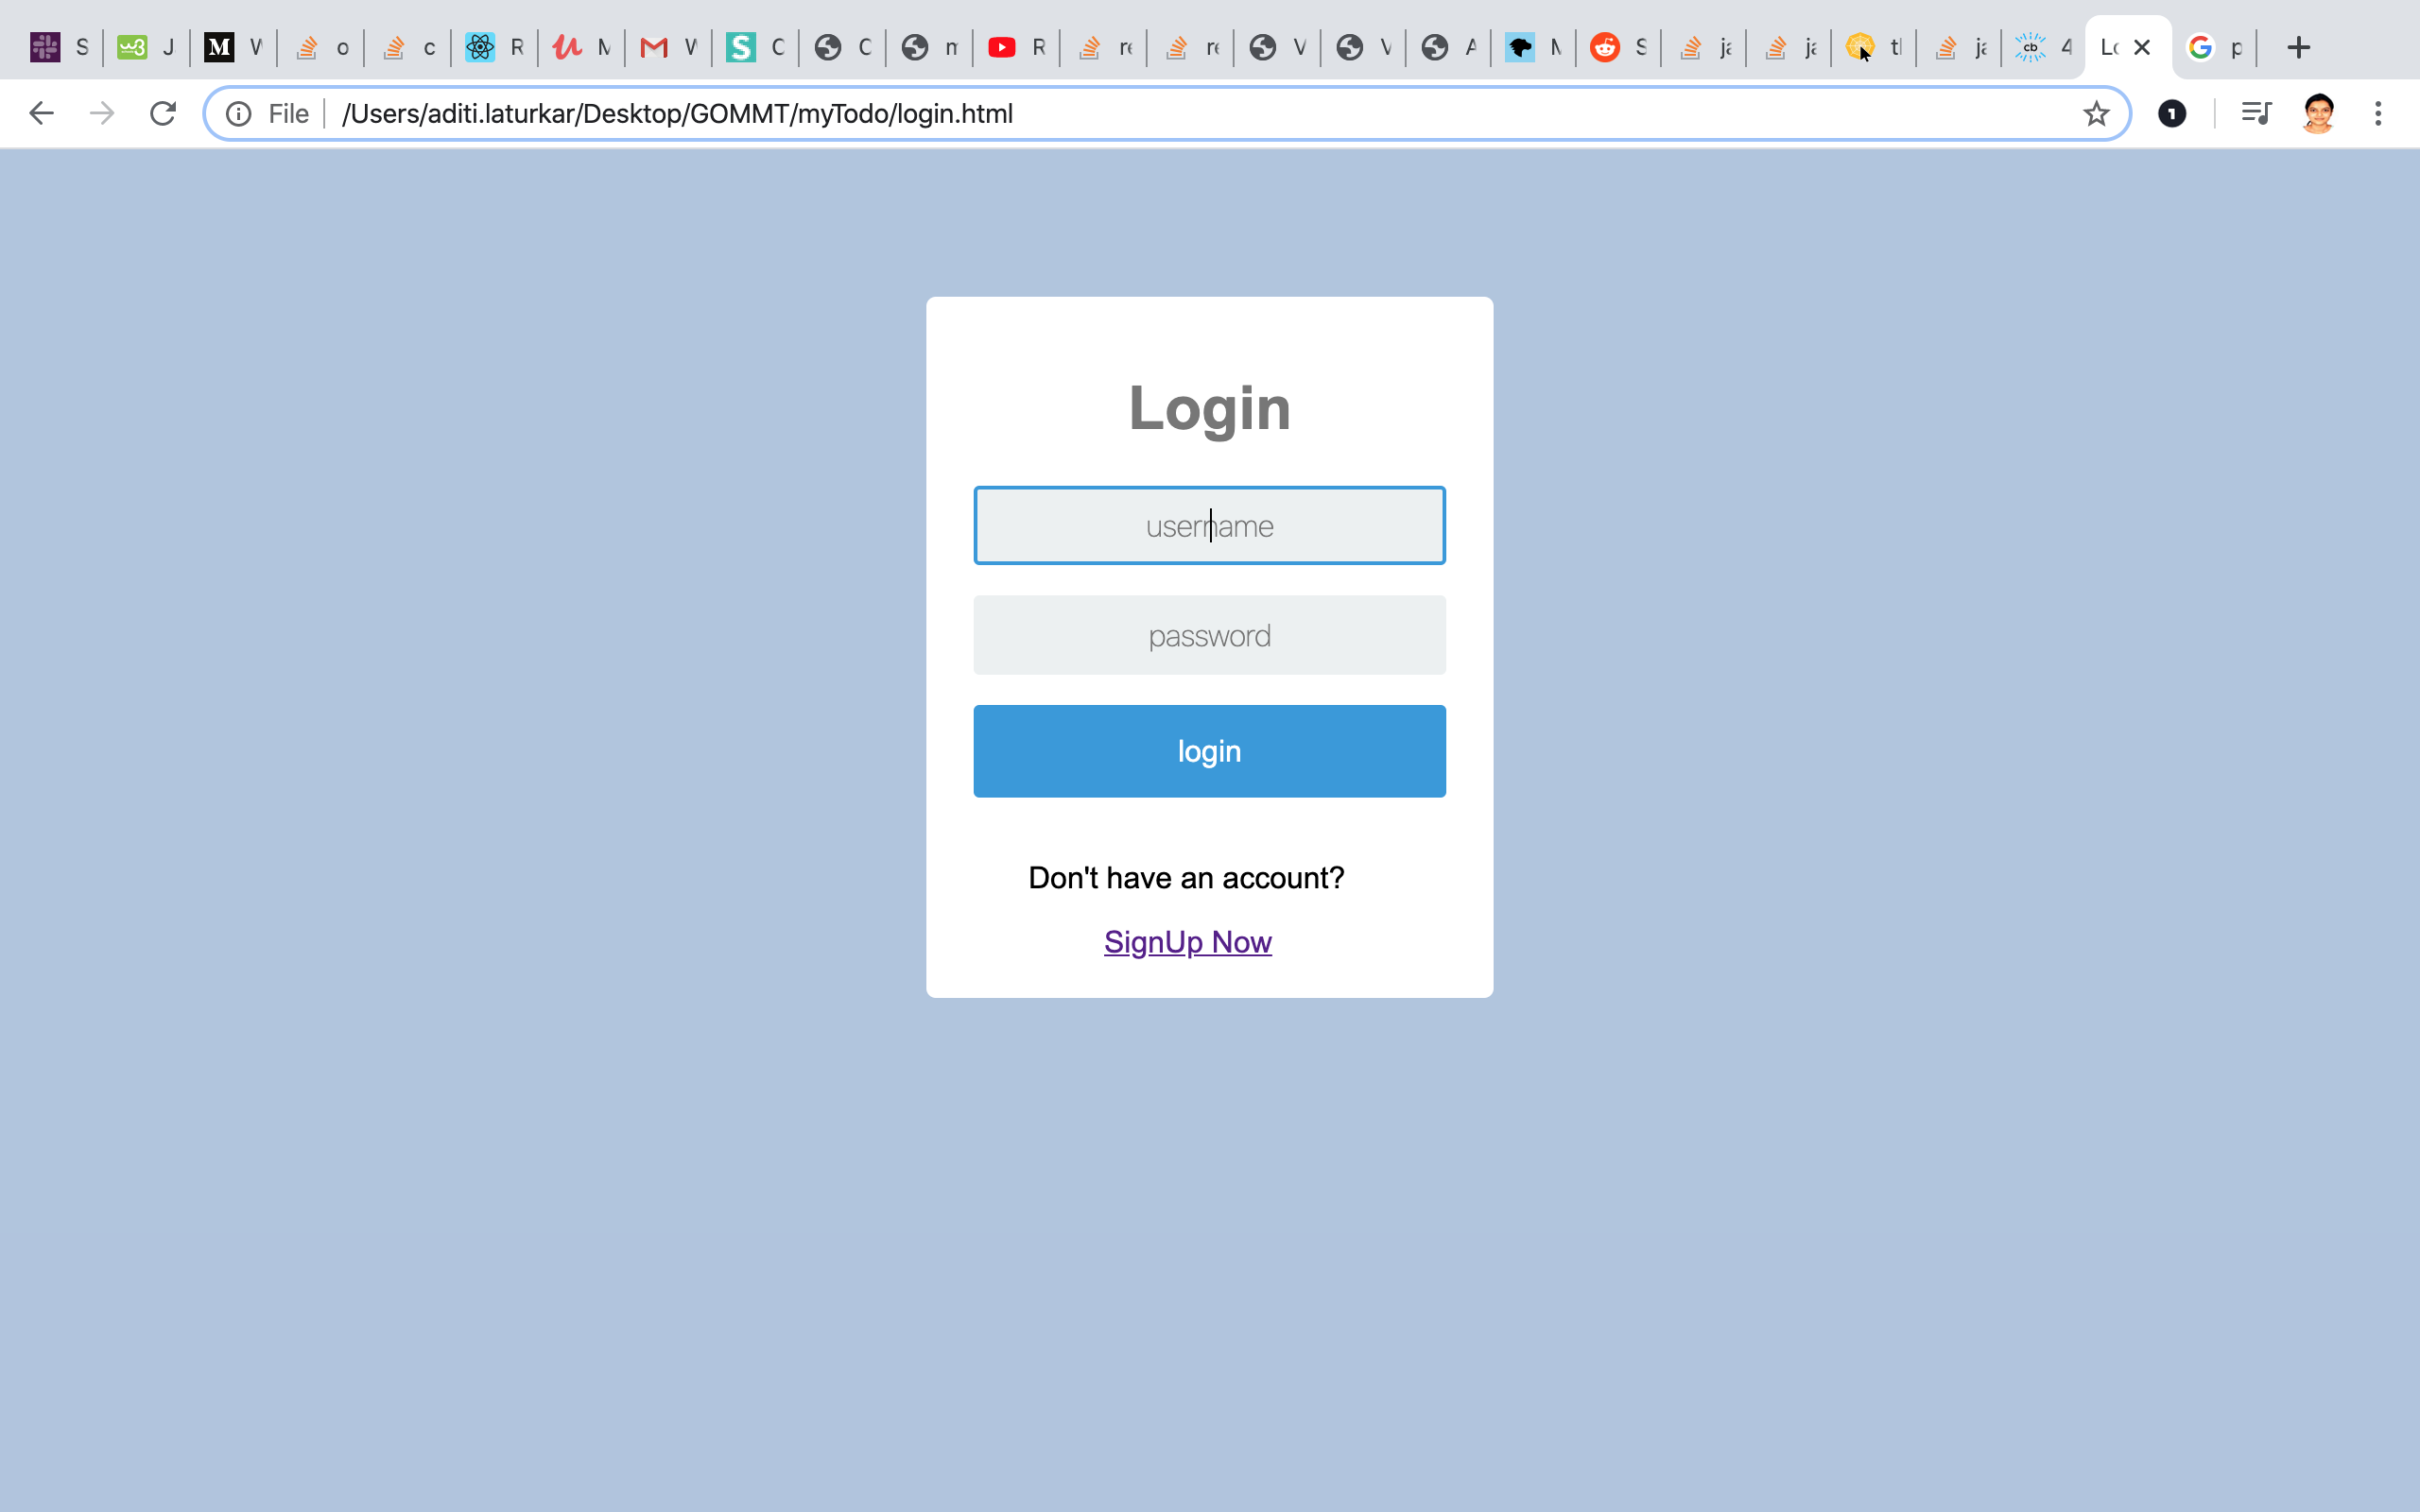 S J M W o c R M W C C m R re re V V A M S ja ja tl ja cb 4 Lo p
File /Users/aditi.laturkar/Desktop/GOMMT/myTodo/login.html
Login
username
password
login
Don't have an account?
SignUp Now